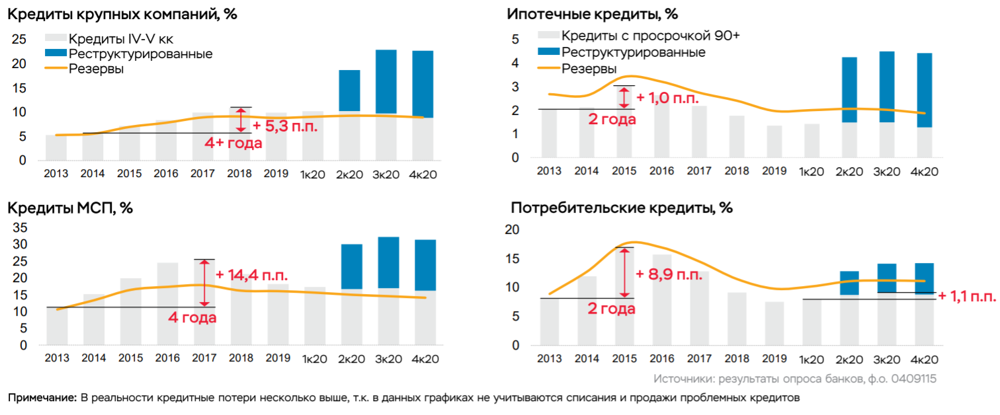 Кредиты крупных компаний, %
25
20
15
10
5
0
Кредиты IV-V кк
Реструктурированные
Резервы
+ 5,3 п.п.
4+ года
2013 2014 2015 2016 2017 2018 2019 1к20 2к20 3к20 4к20
Ипотечные кредиты, %
5
4
3
2
1
0
Кредиты с просрочкой 90+
Реструктурированные
Резервы
+ 1,0 п.п.
2 года
2013 2014 2015 2016 2017 2018 2019 1к20 2к20 3к20 4к20
Кредиты МСП, %
35
30
25
20
15
10
5
0
+ 14,4 п.п.
4 года
2013 2014 2015 2016 2017 2018 2019 1к20 2к20 3к20 4к20
Потребительские кредиты, %
20
15
10
5
0
+ 8,9 п.п.
+ 1,1 п.п.
2 года
2013 2014 2015 2016 2017 2018 2019 1к20 2к20 3к20 4к20
Источники: результаты опроса банков, ф.о. 0409115
Примечание: В реальности кредитные потери несколько выше, т.к. в данных графиках не учитываются списания и продажи проблемных кредитов